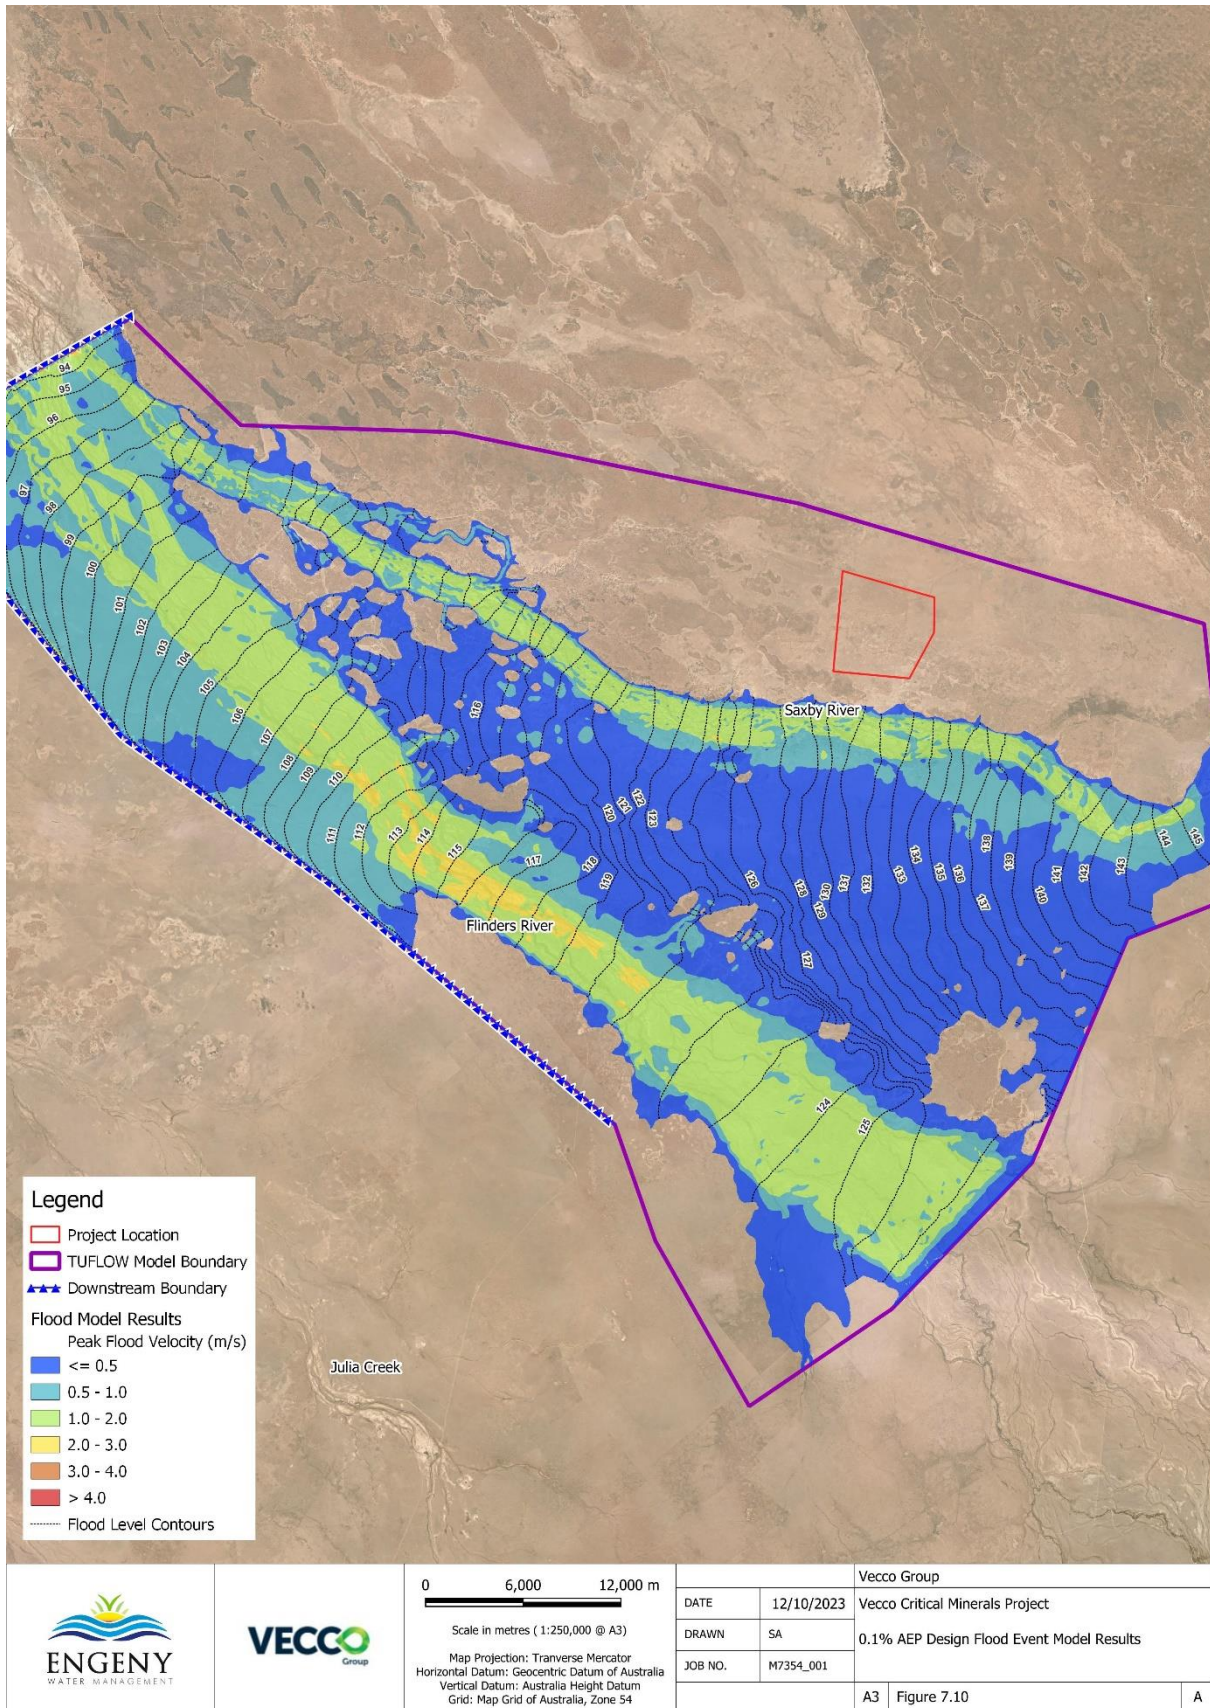 94
95
96
97
98
99
100
101
102
103
104
105
106
107
108
109
110
111
112
113
114
115
116
117
118
119
120
121
122
123
124
125
126
127
128
129
130
131
132
133
134
135
136
137
138
139
140
141
142
143
144
145
Saxby River
Flinders River
Julia Creek
Legend
Project Location
TUFLOW Model Boundary
Downstream Boundary
Flood Model Results
Peak Flood Velocity (m/s)
<= 0.5
0.5 - 1.0
1.0 - 2.0
2.0 - 3.0
3.0 - 4.0
> 4.0
Flood Level Contours
ENGENY
WATER MANAGEMENT
VECCO
Group
0 6,000 12,000 m
Scale in metres ( 1:250,000 @ A3)
Map Projection: Tranverse Mercator
Horizontal Datum: Geocentric Datum of Australia
Vertical Datum: Australia Height Datum
Grid: Map Grid of Australia, Zone 54
DATE 12/10/2023
DRAWN SA
JOB NO. M7354_001
Vecco Group
Vecco Critical Minerals Project
0.1% AEP Design Flood Event Model Results
A3 Figure 7.10 A